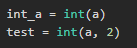 int_a = int(a)
test = int(a, 2)